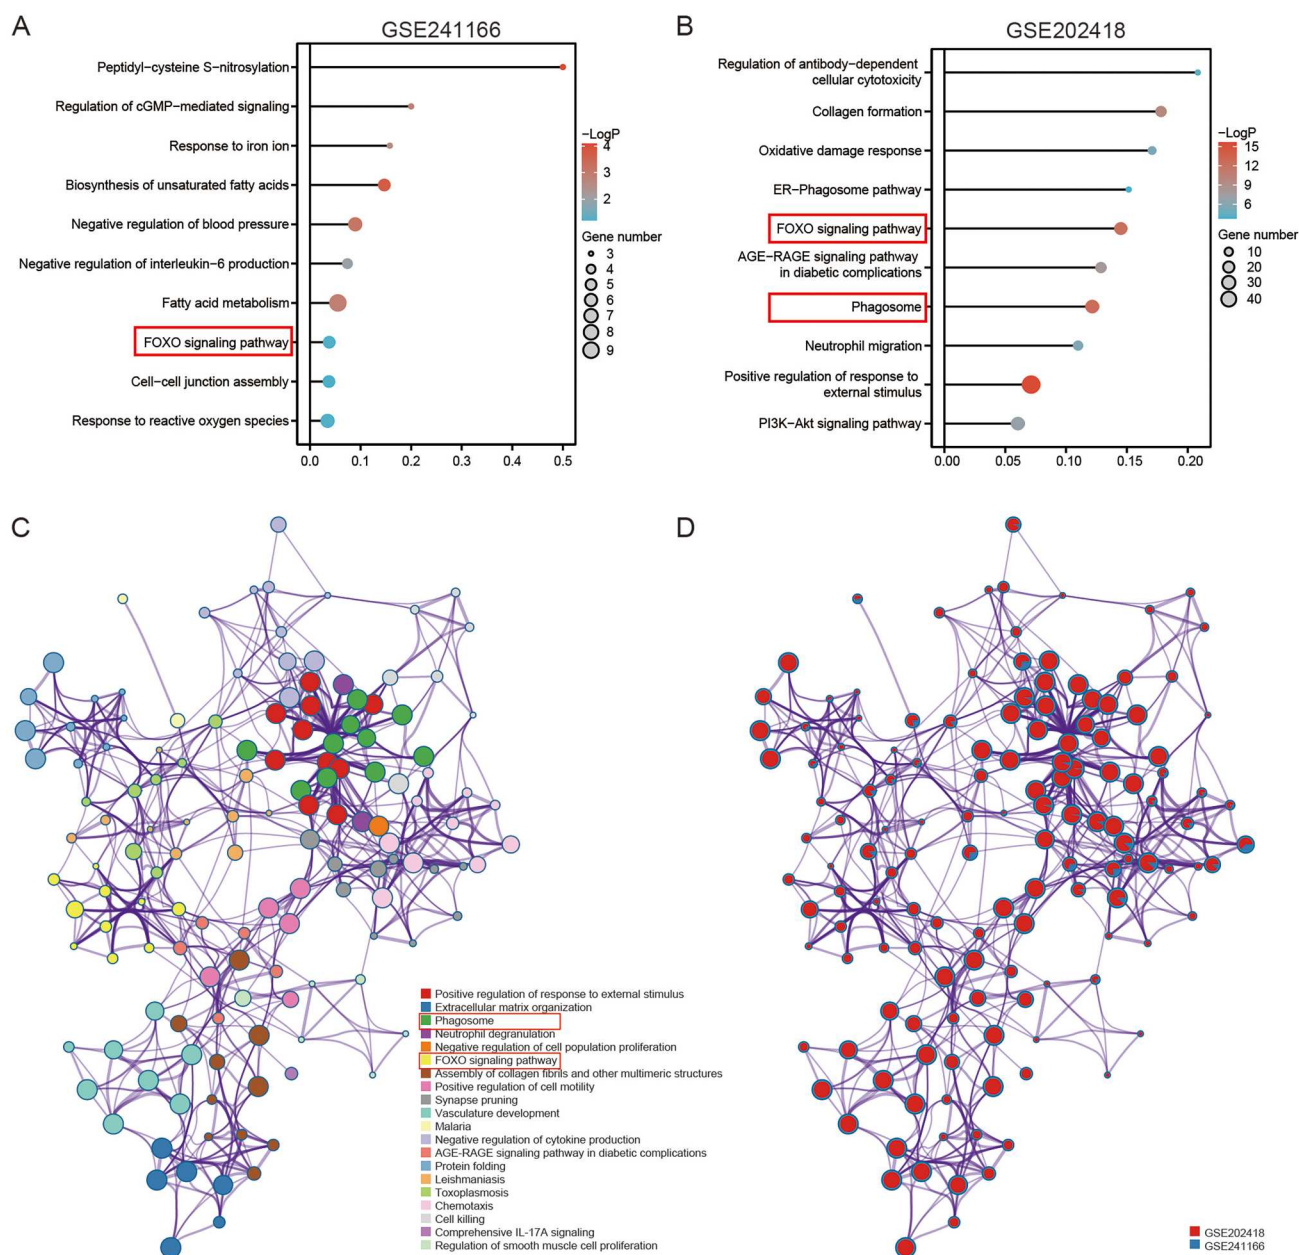 A
GSE241166
Peptidyl-cysteine S-nitrosylation
Regulation of cGMP-mediated signaling
Response to iron ion
Biosynthesis of unsaturated fatty acids
Negative regulation of blood pressure
Negative regulation of interleukin-6 production
Fatty acid metabolism
FOXO signaling pathway
Cell-cell junction assembly
Response to reactive oxygen species
0.0 0.1 0.2 0.3 0.4 0.5
-LogP
4
3
2
Gene number
3
4
5
6
7
8
9
B
GSE202418
Regulation of antibody-dependent
cellular cytotoxicity
Collagen formation
Oxidative damage response
ER-Phagosome pathway
FOXO signaling pathway
AGE-RAGE signaling pathway
in diabetic complications
Phagosome
Neutrophil migration
Positive regulation of response to
external stimulus
PI3K-Akt signaling pathway
0.00 0.05 0.10 0.15 0.20
-LogP
15
12
9
6
Gene number
10
20
30
40
C
Positive regulation of response to external stimulus
Extracellular matrix organization
Phagosome
Neutrophil degranulation
Negative regulation of cell population proliferation
FOXO signaling pathway
Assembly of collagen fibrils and other multimeric structures
Positive regulation of cell motility
Synapse pruning
Vasculature development
Malaria
Negative regulation of cytokine production
AGE-RAGE signaling pathway in diabetic complications
Protein folding
Leishmaniasis
Toxoplasmosis
Chemotaxis
Cell killing
Comprehensive IL-17A signaling
Regulation of smooth muscle cell proliferation
D
GSE202418
GSE241166